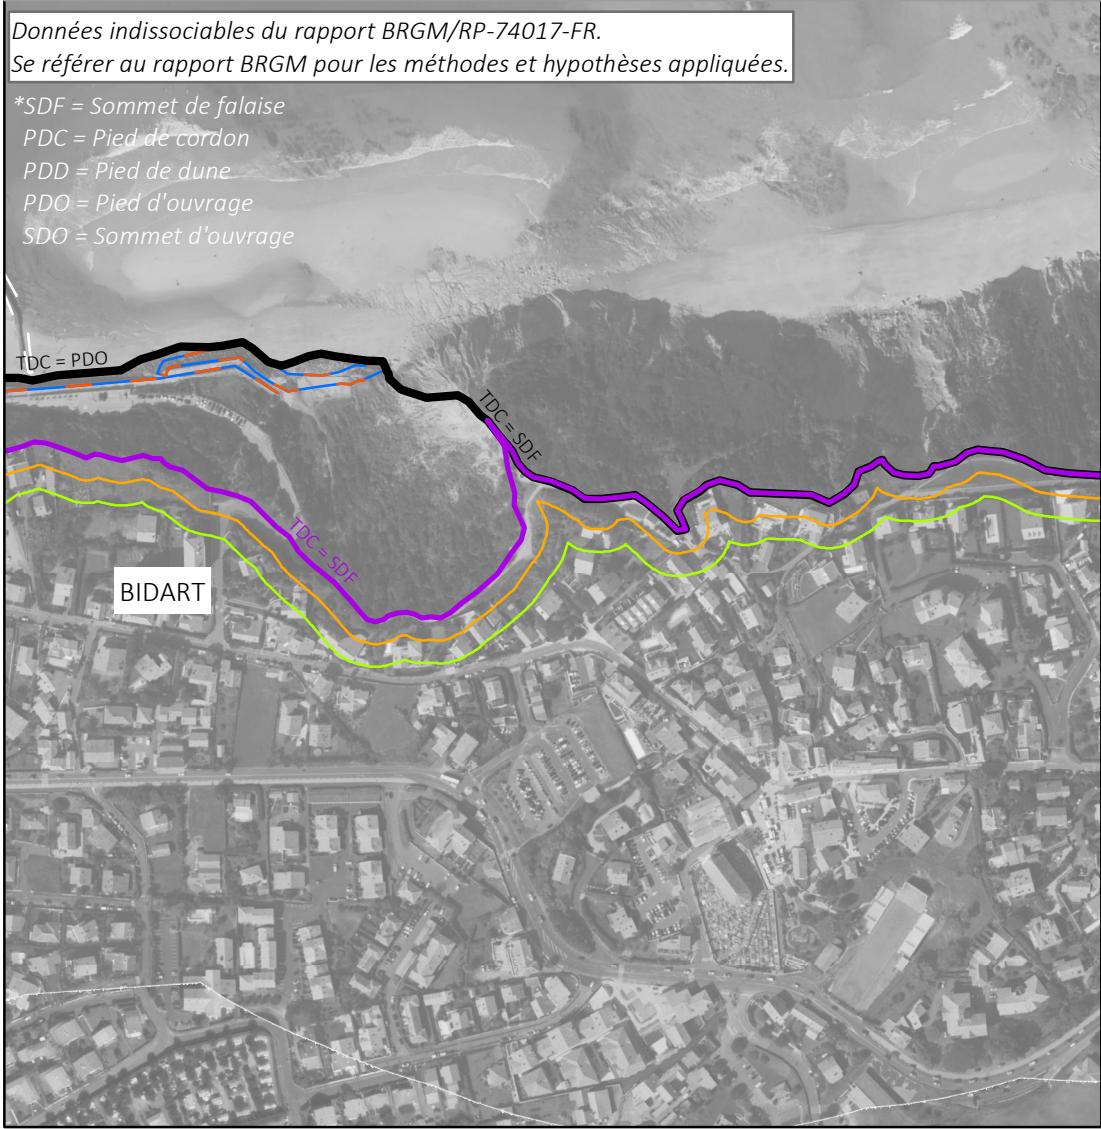 Données indissociables du rapport BRGM/RP-74017-FR.
Se référer au rapport BRGM pour les méthodes et hypothèses appliquées.
*SDF = Sommet de falaise
PDC = Pied de cordon
PDD = Pied de dune
PDO = Pied d'ouvrage
SDO = Sommet d'ouvrage
TDC = PDO
TDC = SDF
TDC = SDF
BIDART